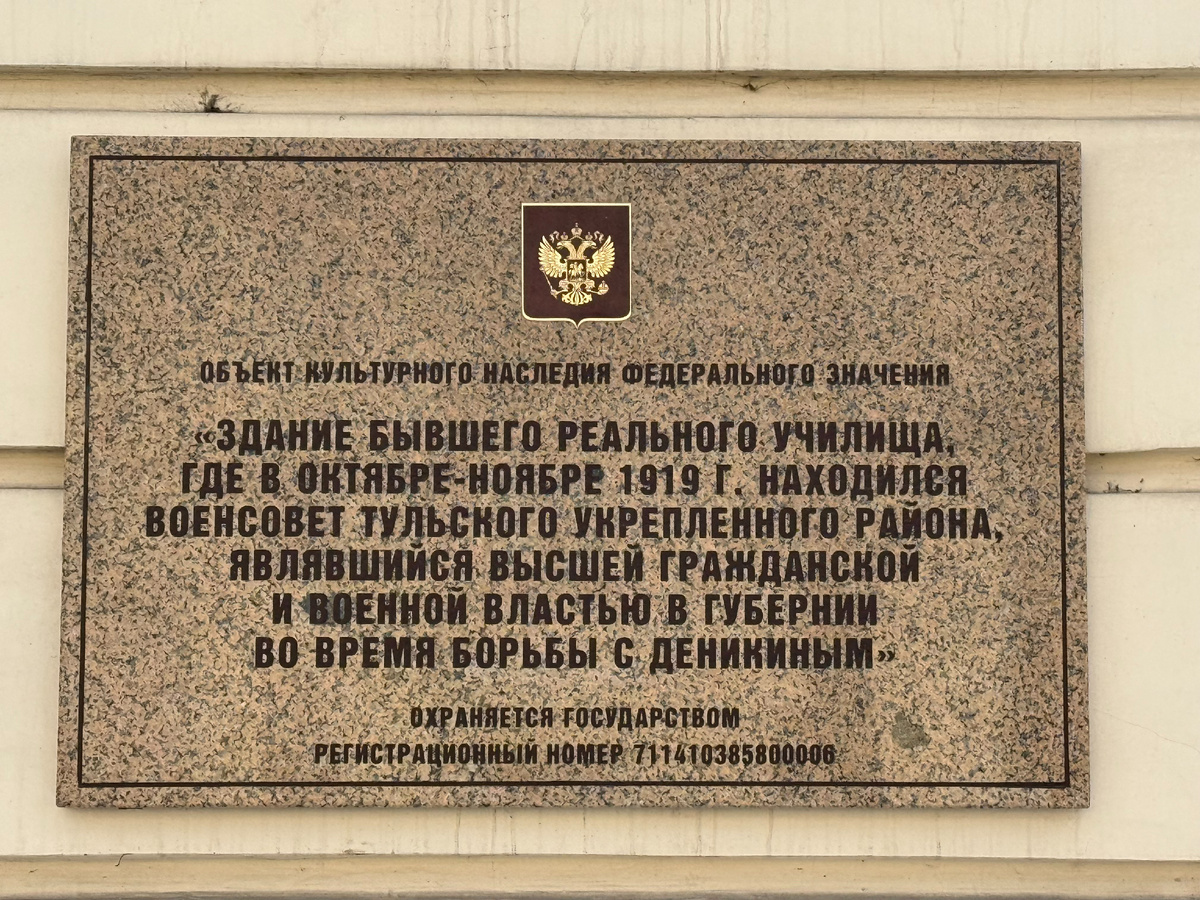 ОБЪЕКТ КУЛЬТУРНОГО НАСЛЕДИЯ ФЕДЕРАЛЬНОГО ЗНАЧЕНИЯ
«ЗДАНИЕ БЫВШЕГО РЕАЛЬНОГО УЧИЛИЩА,
ГДЕ В ОКТЯБРЕ-НОЯБРЕ 1919 Г. НАХОДИЛСЯ
ВОЕНСОВЕТ ТУЛЬСКОГО УКРЕПЛЕННОГО РАЙОНА,
ЯВЛЯВШИЙСЯ ВЫСШЕЙ ГРАЖДАНСКОЙ
И ВОЕННОЙ ВЛАСТЬЮ В ГУБЕРНИИ
ВО ВРЕМЯ БОРЬБЫ С ДЕНИКИНЫМ»
ОХРАНЯЕТСЯ ГОСУДАРСТВОМ
РЕГИСТРАЦИОННЫЙ НОМЕР 711410385800006